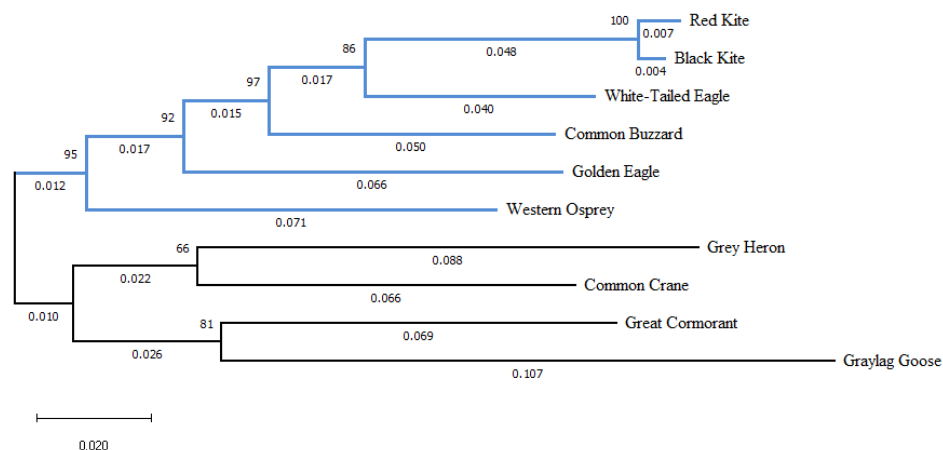 100
Red Kite
0.007
86
0.048
Black Kite
0.004
97
0.017
White-Tailed Eagle
0.040
92
0.015
Common Buzzard
0.050
95
0.017
Golden Eagle
0.066
0.012
Western Osprey
0.071
66
Grey Heron
0.088
0.022
Common Crane
0.066
0.010
81
Great Cormorant
0.069
0.026
Graylag Goose
0.107
0.020